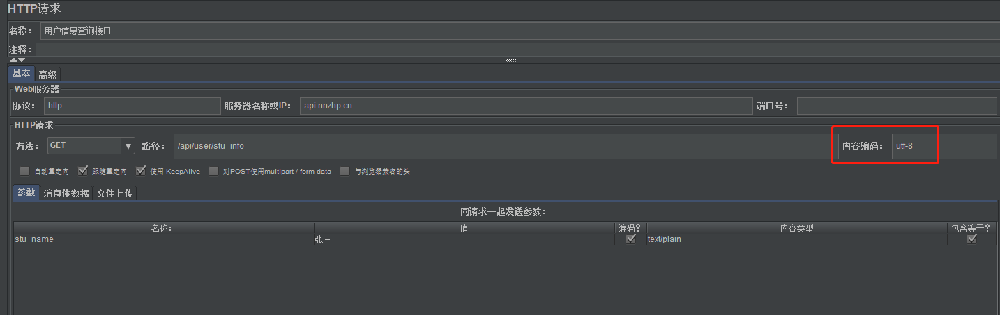 HTTP请求
名称： 用户信息查询接口
注释：
基本 高级
Web服务器
协议： http 服务器名称或IP： api.nnzhp.cn 端口号：
HTTP请求
方法： GET 路径： /api/user/stu_info 内容编码： utf-8
自动重定向 跟随重定向 使用 KeepAlive 对POST使用multipart / form-data 与浏览器兼容的头
参数 消息体数据 文件上传
同请求一起发送参数：
名称： 值 编码？ 内容类型 包含等于？
stu_name 张三 text/plain